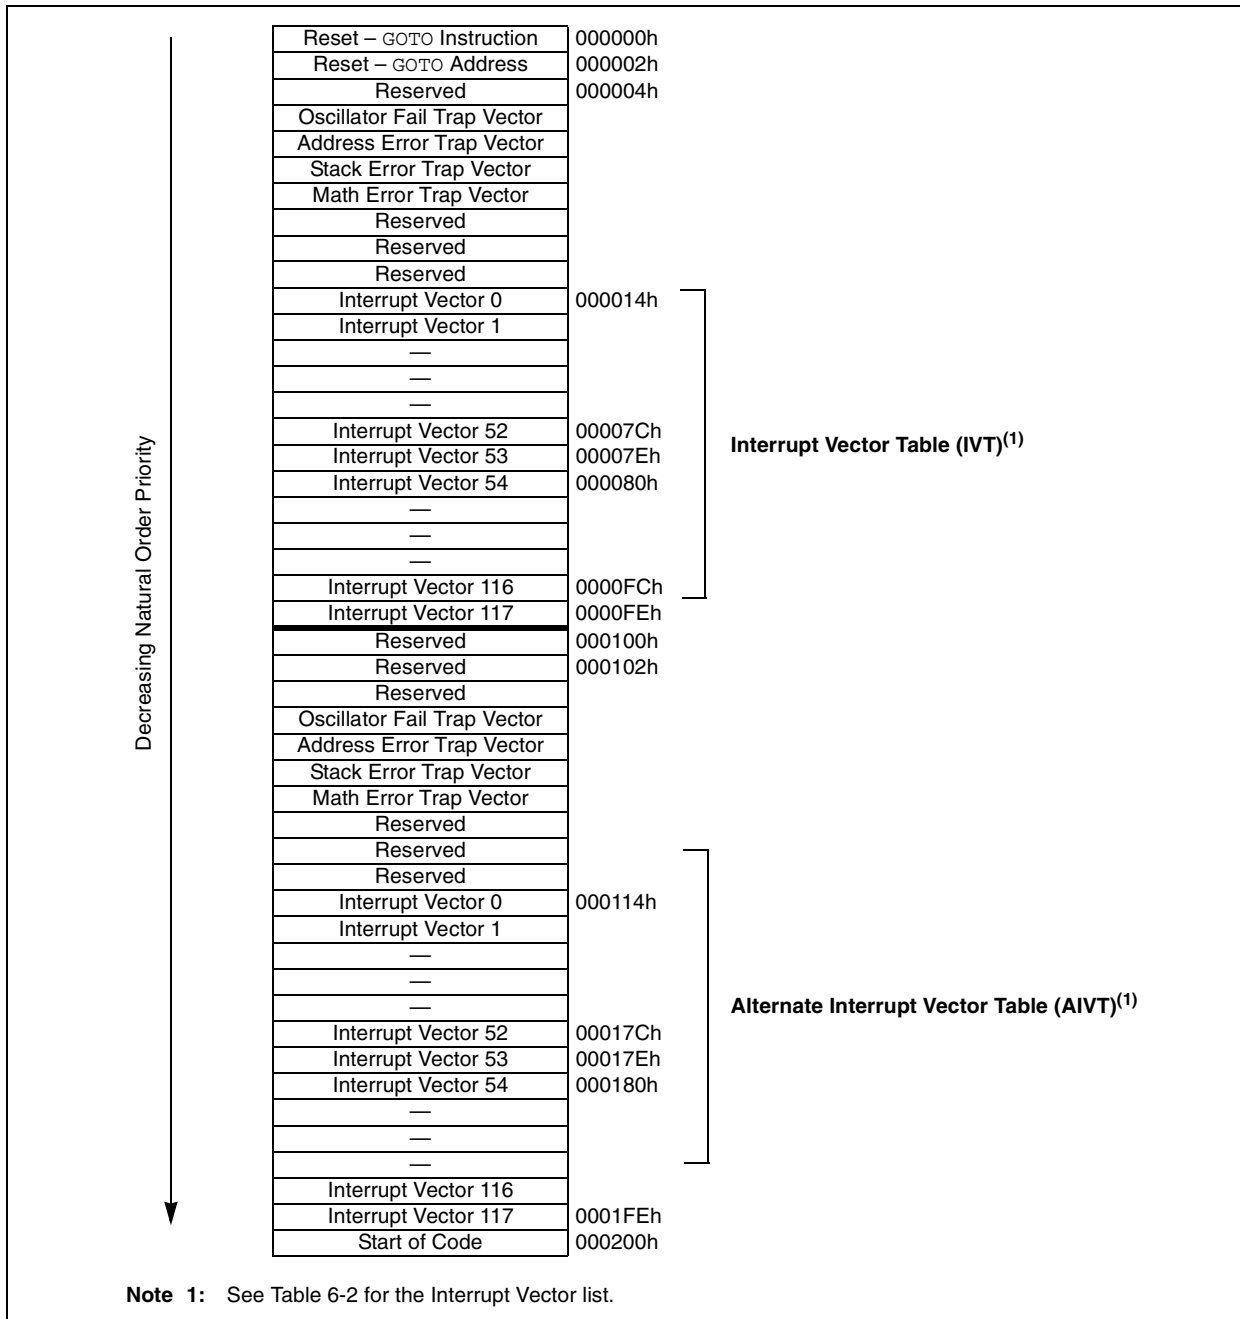 Reset – GOTO Instruction 000000h
Reset – GOTO Address 000002h
Reserved 000004h
Oscillator Fail Trap Vector
Address Error Trap Vector
Stack Error Trap Vector
Math Error Trap Vector
Reserved
Reserved
Reserved
Interrupt Vector 0 000014h
Interrupt Vector 1
—
—
—
Interrupt Vector 52 00007Ch
Interrupt Vector 53 00007Eh
Interrupt Vector 54 000080h
—
—
—
Interrupt Vector 116 0000FCh
Interrupt Vector 117 0000FEh
Reserved 000100h
Reserved 000102h
Reserved
Oscillator Fail Trap Vector
Address Error Trap Vector
Stack Error Trap Vector
Math Error Trap Vector
Reserved
Reserved
Reserved
Interrupt Vector 0 000114h
Interrupt Vector 1
—
—
—
Interrupt Vector 52 00017Ch
Interrupt Vector 53 00017Eh
Interrupt Vector 54 000180h
—
—
—
Interrupt Vector 116
Interrupt Vector 117 0001FEh
Start of Code 000200h
Decreasing Natural Order Priority
Interrupt Vector Table (IVT)(1)
Alternate Interrupt Vector Table (AIVT)(1)
Note 1: See Table 6-2 for the Interrupt Vector list.